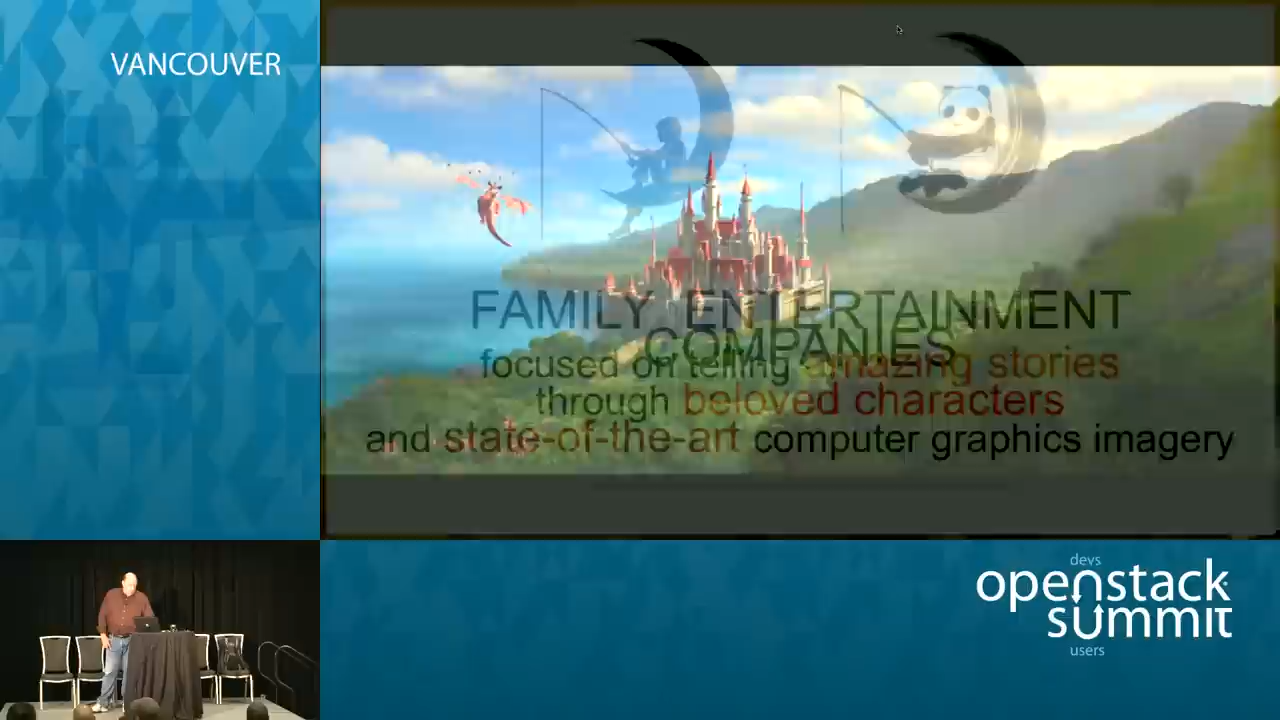 VANCOUVER
FAMILY ENTERTAINMENT
COMPANIES
focused on telling amazing stories
through beloved characters
and state-of-the-art computer graphics imagery
devs
openstack
summit
users